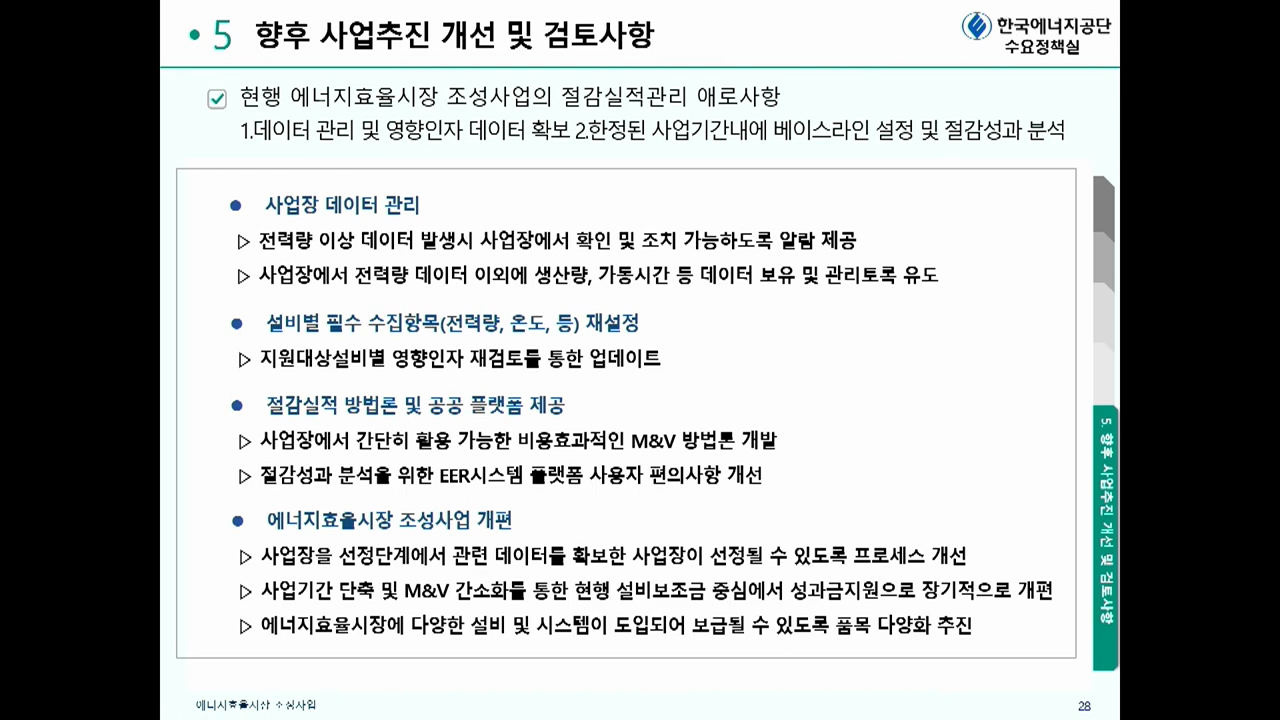 • 5 향후 사업추진 개선 및 검토사항
한국에너지공단
수요정책실
현행 에너지효율시장 조성사업의 절감실적관리 애로사항
1.데이터 관리 및 영향인자 데이터 확보 2.한정된 사업기간내에 베이스라인 설정 및 절감성과 분석
● 사업장 데이터 관리
▷ 전력량 이상 데이터 발생시 사업장에서 확인 및 조치 가능하도록 알람 제공
▷ 사업장에서 전력량 데이터 이외에 생산량, 가동시간 등 데이터 보유 및 관리토록 유도
● 설비별 필수 수집항목(전력량, 온도, 등) 재설정
▷ 지원대상설비별 영향인자 재검토를 통한 업데이트
● 절감실적 방법론 및 공공 플랫폼 제공
▷ 사업장에서 간단히 활용 가능한 비용효과적인 M&V 방법론 개발
▷ 절감성과 분석을 위한 EER시스템 플랫폼 사용자 편의사항 개선
● 에너지효율시장 조성사업 개편
▷ 사업장을 선정단계에서 관련 데이터를 확보한 사업장이 선정될 수 있도록 프로세스 개선
▷ 사업기간 단축 및 M&V 간소화를 통한 현행 설비보조금 중심에서 성과금지원으로 장기적으로 개편
▷ 에너지효율시장에 다양한 설비 및 시스템이 도입되어 보급될 수 있도록 품목 다양화 추진
5. 향후 사업추진 개선 및 검토사항
에너지효율시장 조성사업
28